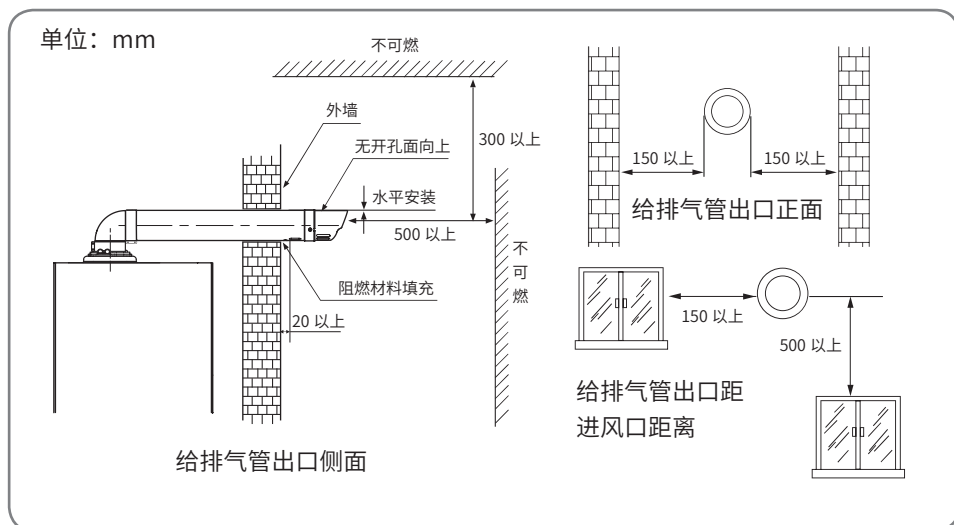 单位：mm
不可燃
外墙
无开孔面向上
300 以上
水平安装
500 以上
不可燃
阻燃材料填充
20 以上
给排气管出口侧面
150 以上
150 以上
给排气管出口正面
150 以上
500 以上
给排气管出口距
进风口距离